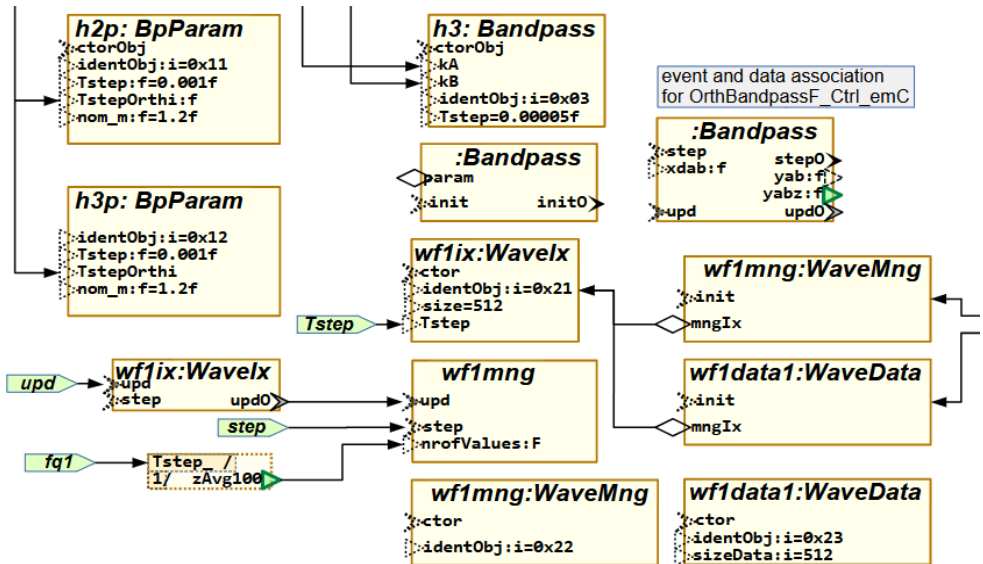 h2p: BpParam
ctorObj
identObj:i=0x11
Tstep:f=0.001f
TstepOrthi:f
nom_m:f=1.2f
h3: Bandpass
ctorObj
kA
kB
identObj:i=0x03
Tstep=0.00005f
event and data association
for OrthBandpassF_Ctrl_emC
:Bandpass
param
init initO
:Bandpass
step stepO
xdab:f yab:f
yabz:f
upd updO
h3p: BpParam
identObj:i=0x12
Tstep:f=0.001f
TstepOrthi
nom_m:f=1.2f
wf1ix:WaveIx
ctor
identObj:i=0x21
size=512
Tstep
Tstep
wf1mng:WaveMng
init
mngIx
upd
wf1ix:WaveIx
upd
step updO
step
fq1
Tstep_ /
1/ zAvg100
wf1mng
upd
step
nrofValues:F
wf1data1:WaveData
init
mngIx
wf1mng:WaveMng
ctor
identObj:i=0x22
wf1data1:WaveData
ctor
identObj:i=0x23
sizeData:i=512